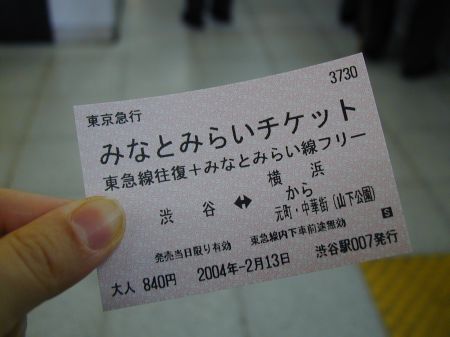 3730
東京急行
みなとみらいチケット
東急線往復＋みなとみらい線フリー
渋谷 ↔ 横浜
から
元町・中華街（山下公園）
S
発売当日限り有効 東急線内下車前途無効
大人 840円 2004年-2月13日 渋谷駅007発行